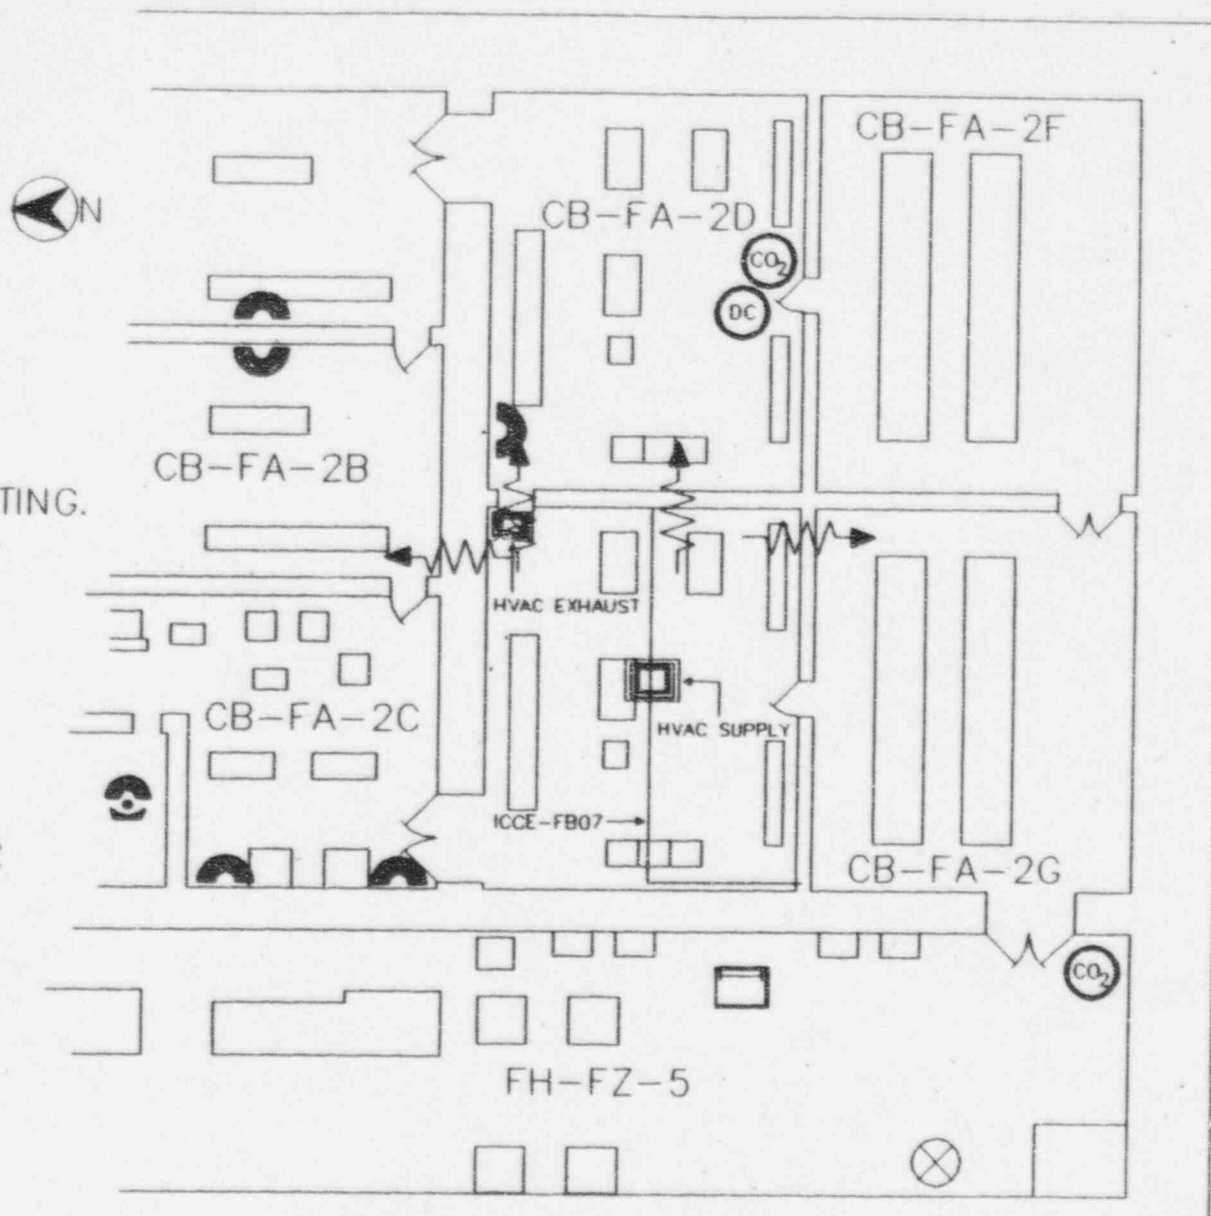 CB-FA-2F
N
CB-FA-2D
CO2
DC
CB-FA-2B
TING.
HVAC EXHAUST
CB-FA-2C
HVAC SUPPLY
1CCE-FB07
CB-FA-2G
CO2
FH-FZ-5